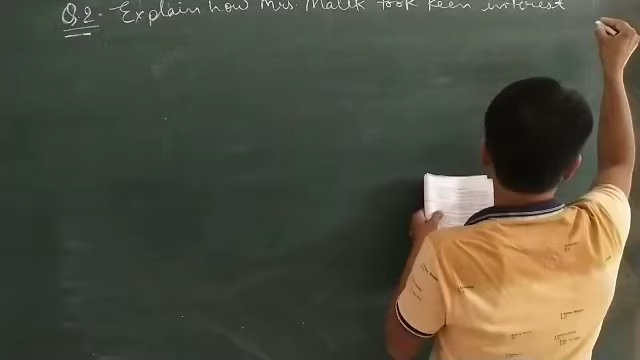 Q.2. Explain how Mrs. Malik took keen interest